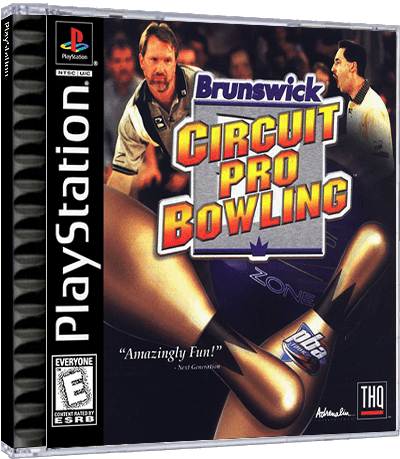 PlayStation
PlayStation
NTSC U/C
PlayStation
Brunswick
CIRCUIT
PRO
BOWLING
ZONE
pba
"Amazingly Fun!"
- Next Generation
EVERYONE
E
CONTENT RATED BY
ESRB
Adrenalin
THQ